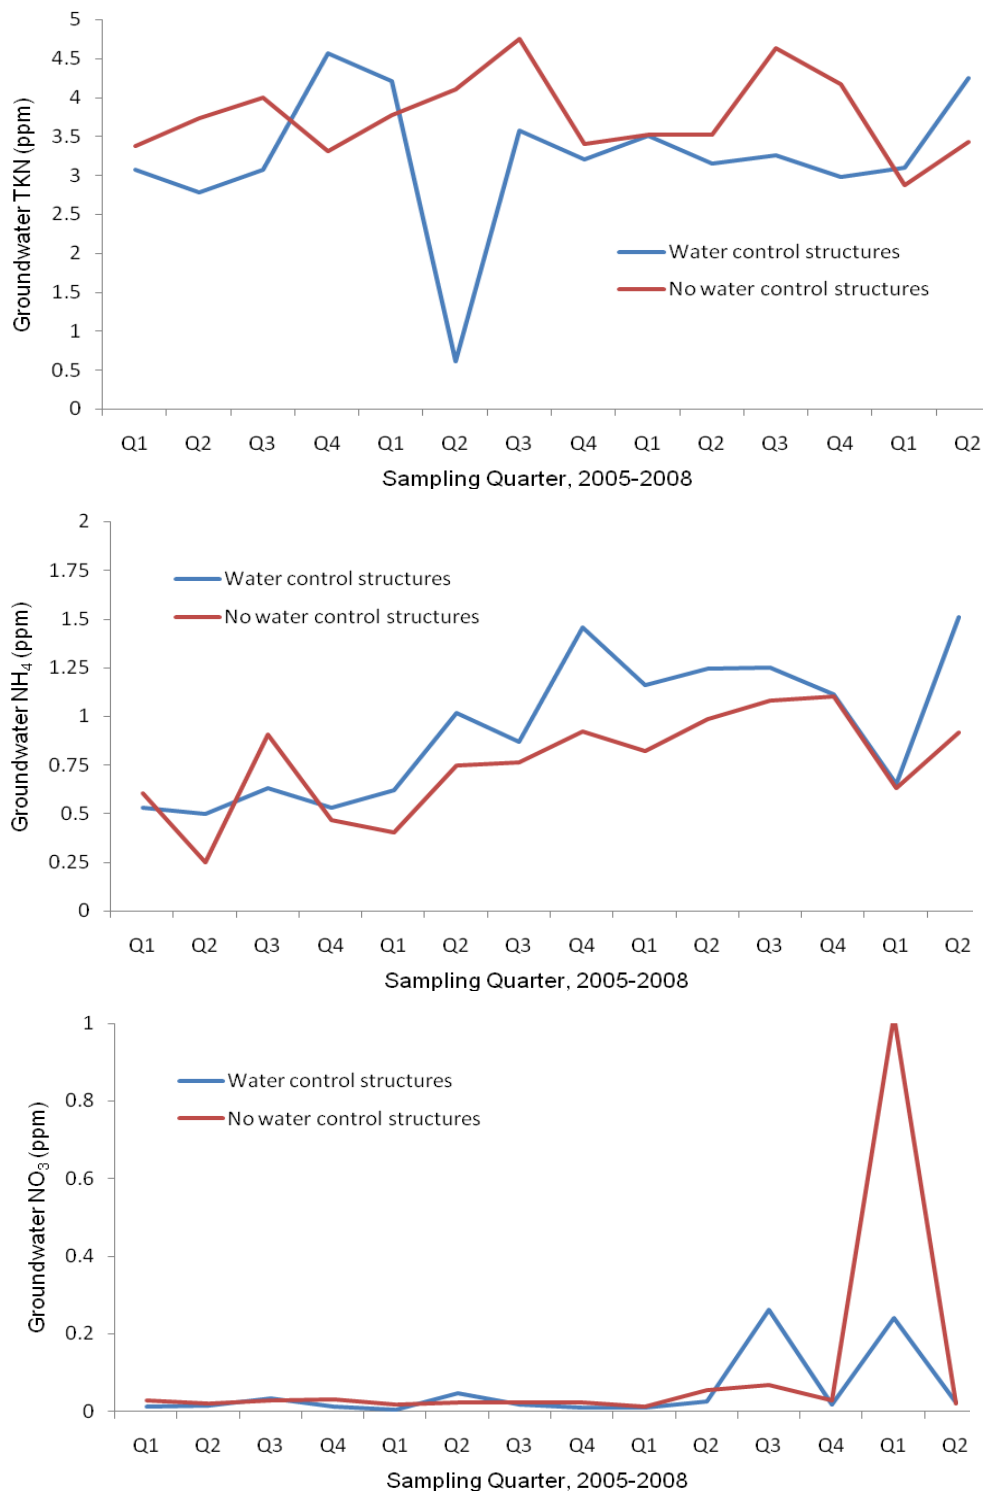 5
4.5
4
3.5
3
2.5
2
1.5
1
0.5
0
Groundwater TKN (ppm)
Water control structures
No water control structures
Q1 Q2 Q3 Q4 Q1 Q2 Q3 Q4 Q1 Q2 Q3 Q4 Q1 Q2
Sampling Quarter, 2005-2008
2
1.75
1.5
1.25
1
0.75
0.5
0.25
0
Groundwater NH₄ (ppm)
Water control structures
No water control structures
Q1 Q2 Q3 Q4 Q1 Q2 Q3 Q4 Q1 Q2 Q3 Q4 Q1 Q2
Sampling Quarter, 2005-2008
1
0.8
0.6
0.4
0.2
0
Groundwater NO₃ (ppm)
Water control structures
No water control structures
Q1 Q2 Q3 Q4 Q1 Q2 Q3 Q4 Q1 Q2 Q3 Q4 Q1 Q2
Sampling Quarter, 2005-2008